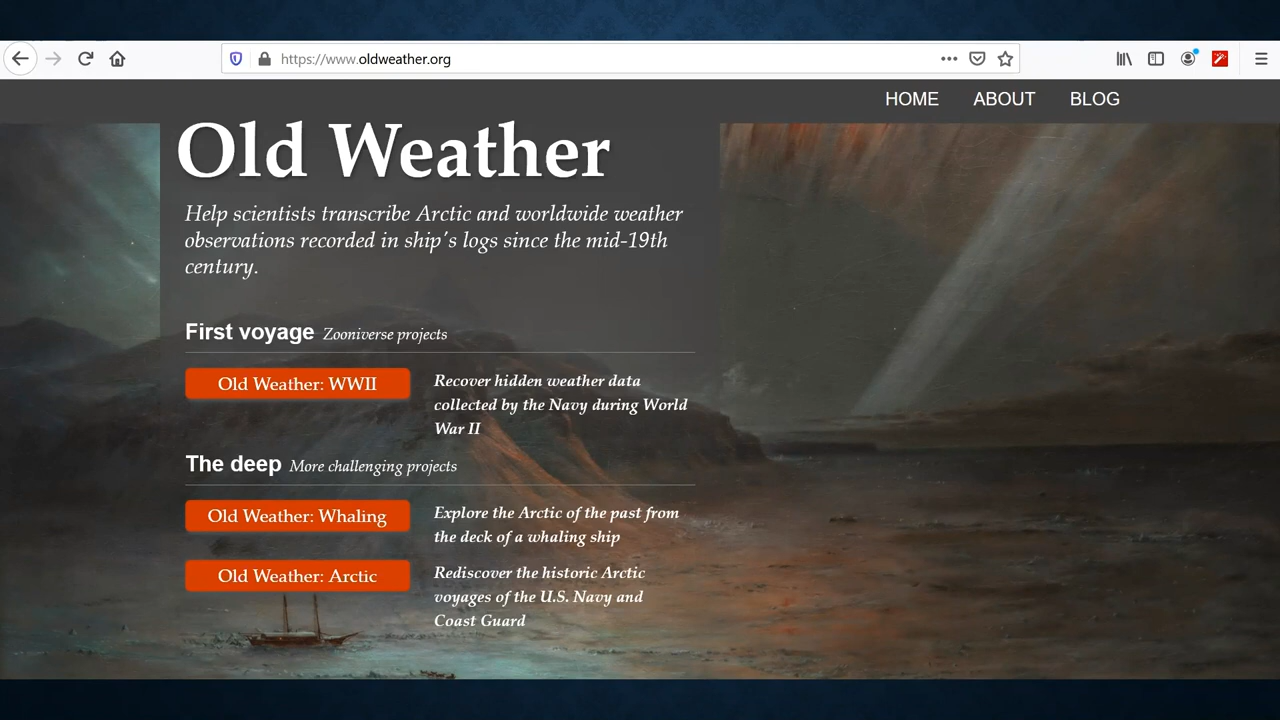 https://www.oldweather.org
HOME ABOUT BLOG
Old Weather
Help scientists transcribe Arctic and worldwide weather
observations recorded in ship's logs since the mid-19th
century.
First voyage Zooniverse projects
Old Weather: WWII
Recover hidden weather data
collected by the Navy during World
War II
The deep More challenging projects
Old Weather: Whaling
Explore the Arctic of the past from
the deck of a whaling ship
Old Weather: Arctic
Rediscover the historic Arctic
voyages of the U.S. Navy and
Coast Guard